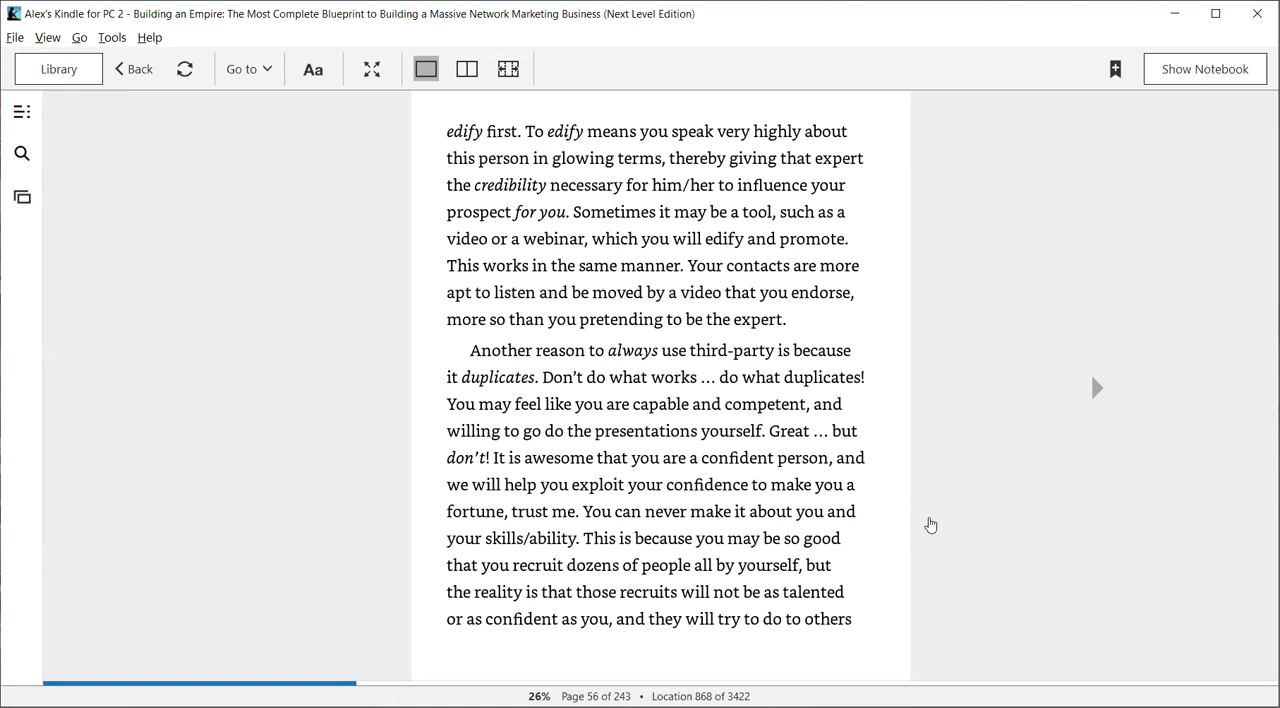 Alex's Kindle for PC 2 - Building an Empire: The Most Complete Blueprint to Building a Massive Network Marketing Business (Next Level Edition)
File View Go Tools Help
Library Back Go to Aa Show Notebook
edify first. To edify means you speak very highly about
this person in glowing terms, thereby giving that expert
the credibility necessary for him/her to influence your
prospect for you. Sometimes it may be a tool, such as a
video or a webinar, which you will edify and promote.
This works in the same manner. Your contacts are more
apt to listen and be moved by a video that you endorse,
more so than you pretending to be the expert.
Another reason to always use third-party is because
it duplicates. Don't do what works … do what duplicates!
You may feel like you are capable and competent, and
willing to go do the presentations yourself. Great … but
don't! It is awesome that you are a confident person, and
we will help you exploit your confidence to make you a
fortune, trust me. You can never make it about you and
your skills/ability. This is because you may be so good
that you recruit dozens of people all by yourself, but
the reality is that those recruits will not be as talented
or as confident as you, and they will try to do to others
26% Page 56 of 243 • Location 868 of 3422